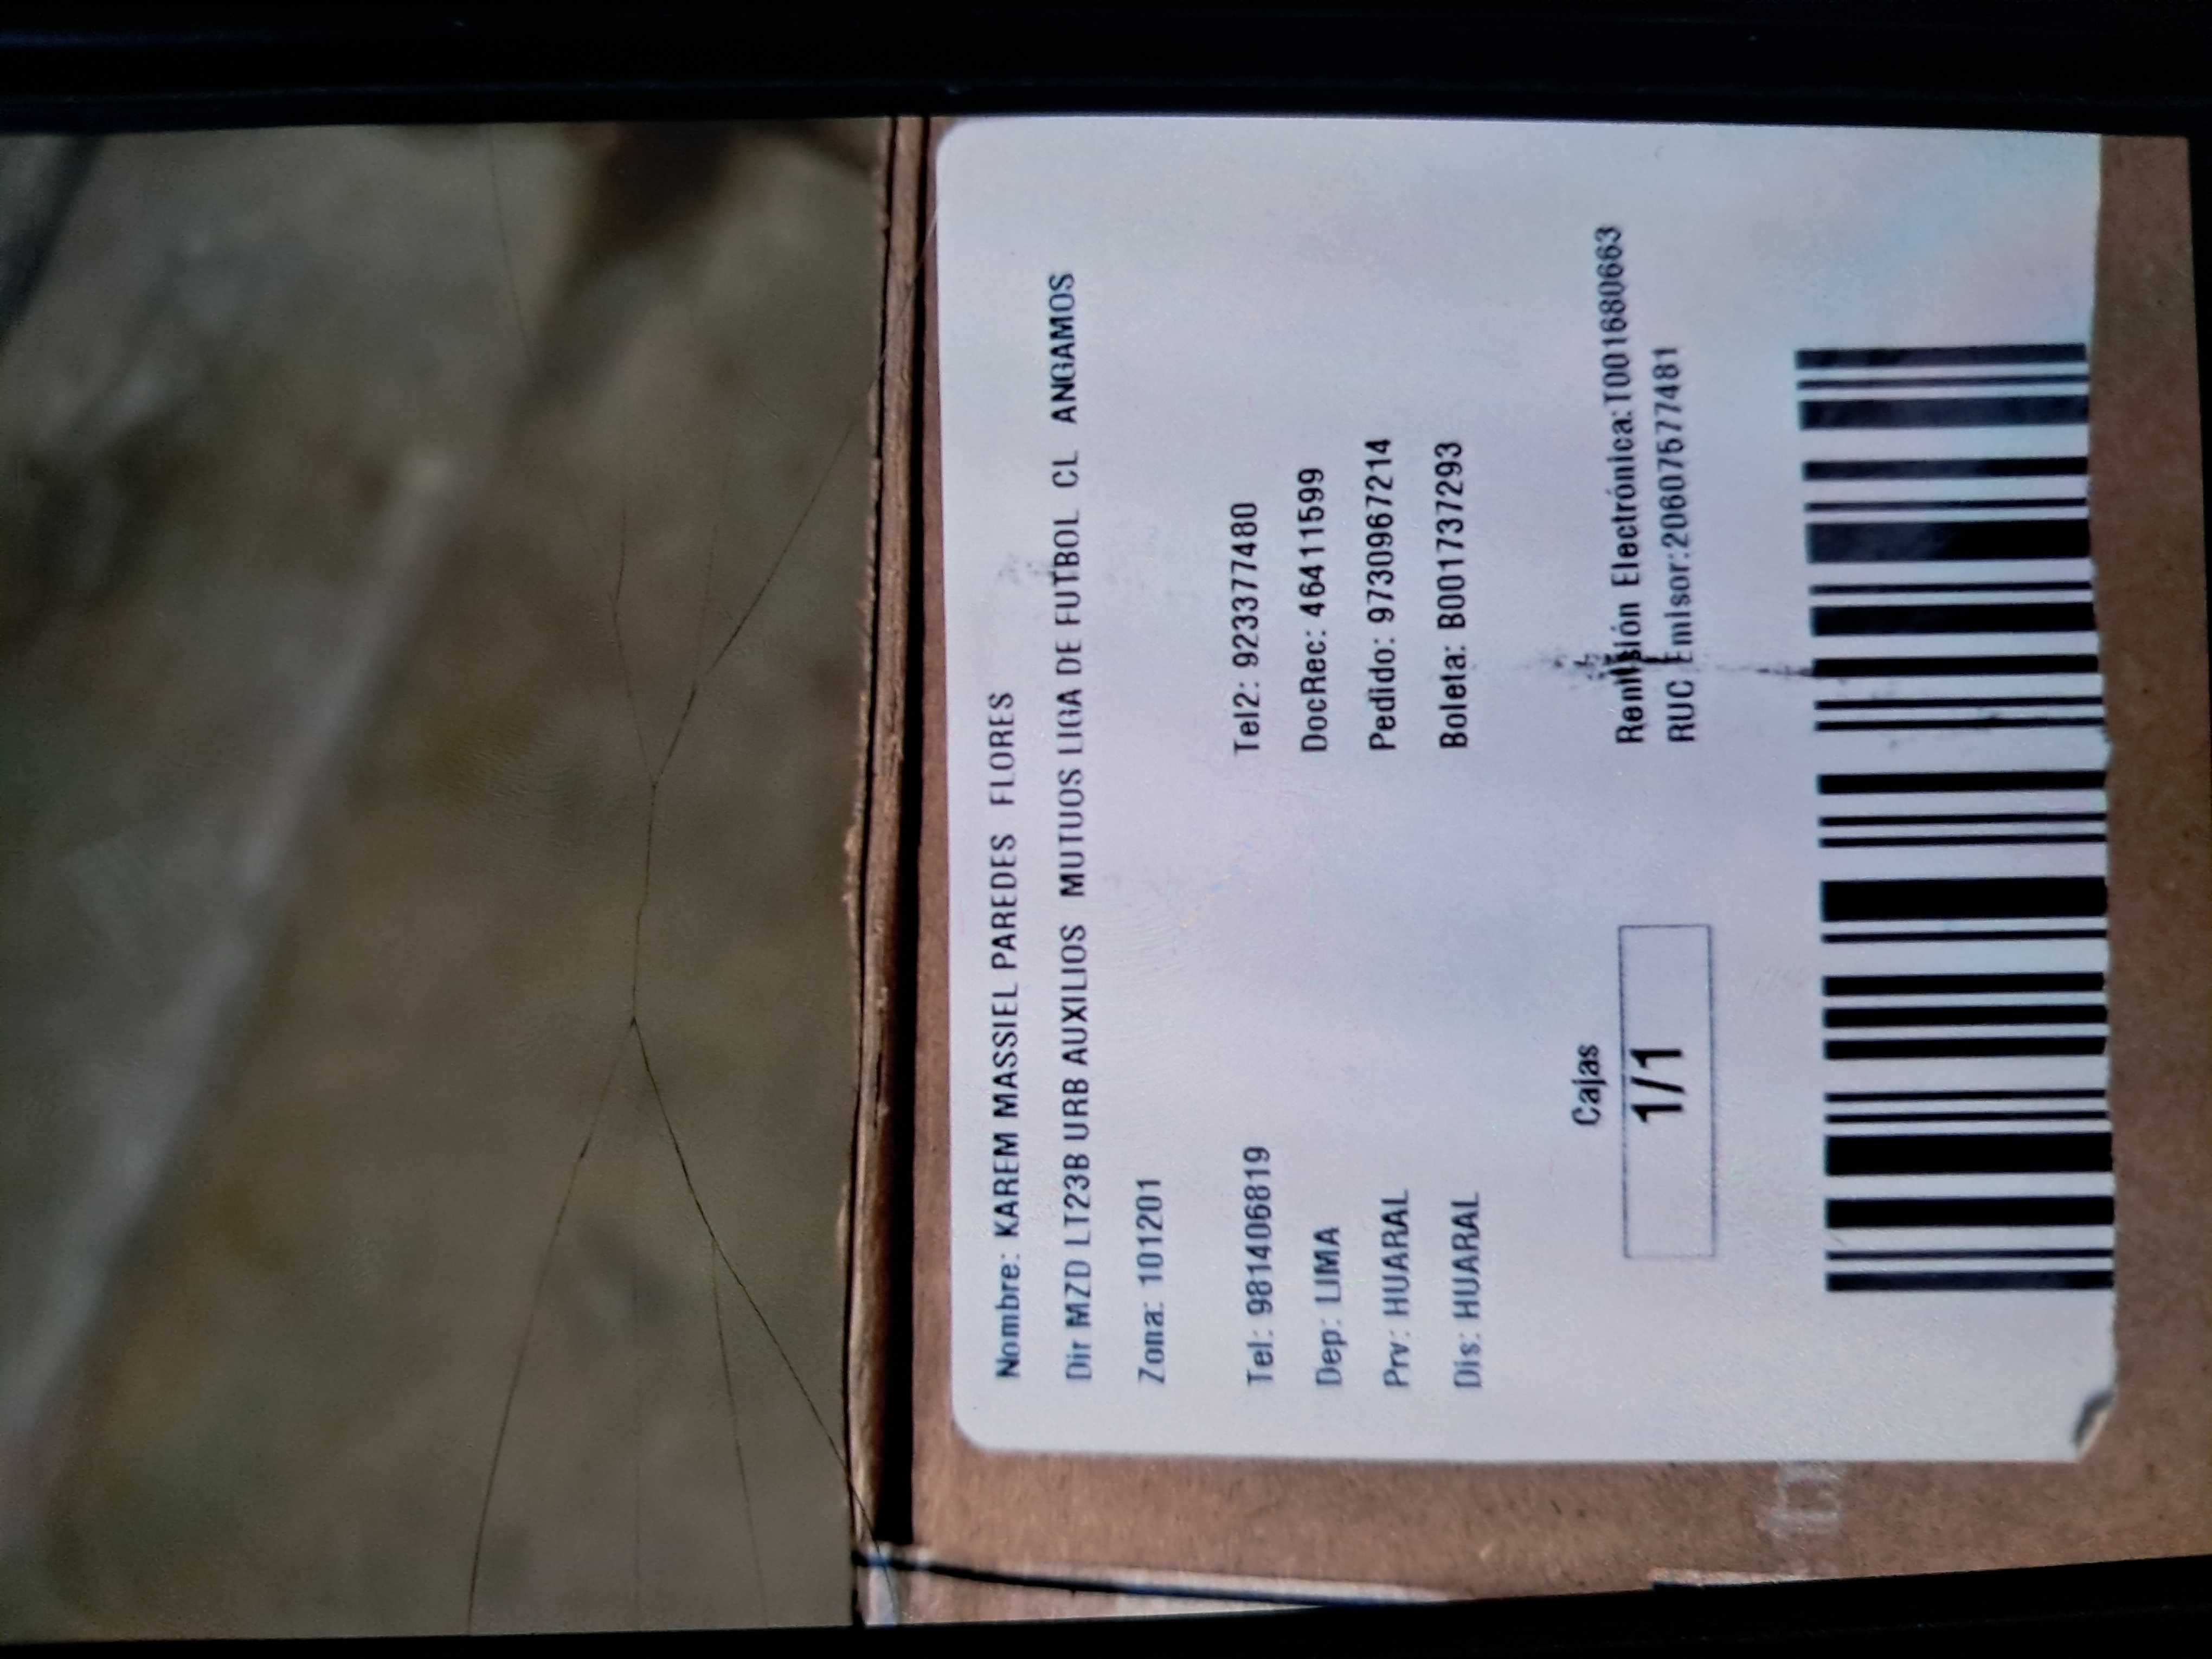 Nombre: KAREM MASSIEL PAREDES FLORES
Dir MZD LT23B URB AUXILIOS MUTUOS LIGA DE FUTBOL CL ANGAMOS
Zona: 101201
Tel: 981406819 Tel2: 923377480
Dep: LIMA DocRec: 46411599
Prv: HUARAL Pedido: 9730967214
Dis: HUARAL Boleta: B001737293
Cajas
1/1
Remisión Electrónica:T001680663
RUC Emisor:20607577481